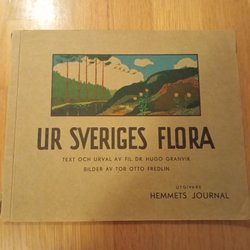 UR SVERIGES FLORA
TEXT OCH URVAL AV FIL. DR. HUGO GRANVIK
BILDER AV TOR OTTO FREDLIN
UTGIVARE
HEMMETS JOURNAL